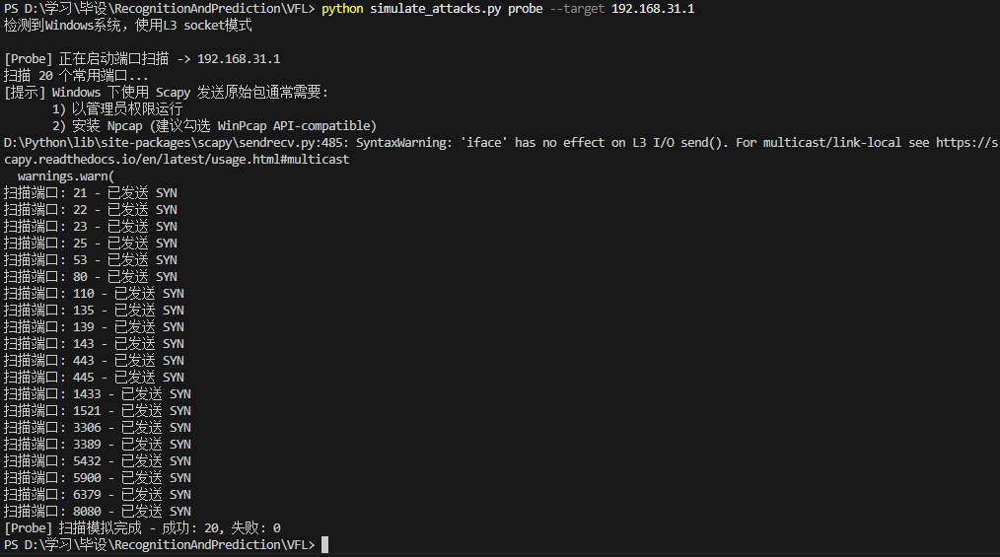 PS D:\学习\毕设\RecognitionAndPrediction\VFL> python simulate_attacks.py probe --target 192.168.31.1
检测到Windows系统，使用L3 socket模式
[Probe] 正在启动端口扫描 -> 192.168.31.1
扫描 20 个常用端口...
[提示] Windows 下使用 Scapy 发送原始包通常需要:
1) 以管理员权限运行
2) 安装 Npcap (建议勾选 WinPcap API-compatible)
D:\Python\lib\site-packages\scapy\sendrecv.py:485: SyntaxWarning: 'iface' has no effect on L3 I/O send(). For multicast/link-local see https://s
capy.readthedocs.io/en/latest/usage.html#multicast
warnings.warn(
扫描端口: 21 - 已发送 SYN
扫描端口: 22 - 已发送 SYN
扫描端口: 23 - 已发送 SYN
扫描端口: 25 - 已发送 SYN
扫描端口: 53 - 已发送 SYN
扫描端口: 80 - 已发送 SYN
扫描端口: 110 - 已发送 SYN
扫描端口: 135 - 已发送 SYN
扫描端口: 139 - 已发送 SYN
扫描端口: 143 - 已发送 SYN
扫描端口: 443 - 已发送 SYN
扫描端口: 445 - 已发送 SYN
扫描端口: 1433 - 已发送 SYN
扫描端口: 1521 - 已发送 SYN
扫描端口: 3306 - 已发送 SYN
扫描端口: 3389 - 已发送 SYN
扫描端口: 5432 - 已发送 SYN
扫描端口: 5900 - 已发送 SYN
扫描端口: 6379 - 已发送 SYN
扫描端口: 8080 - 已发送 SYN
[Probe] 扫描模拟完成 - 成功: 20, 失败: 0
PS D:\学习\毕设\RecognitionAndPrediction\VFL>